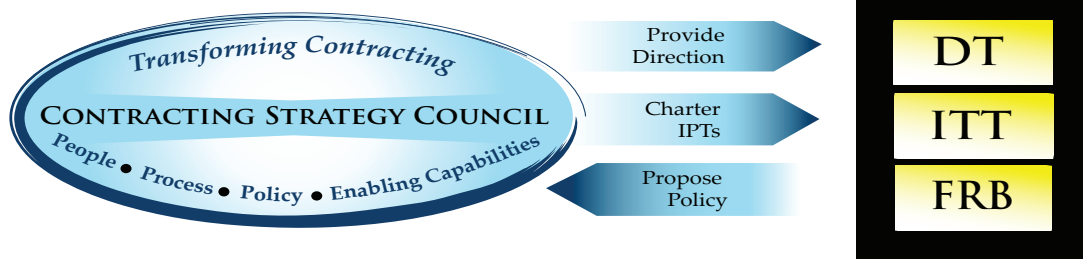 Transforming Contracting
CONTRACTING STRATEGY COUNCIL
People • Process • Policy • Enabling Capabilities
Provide
Direction
Charter
IPTs
Propose
Policy
DT
ITT
FRB